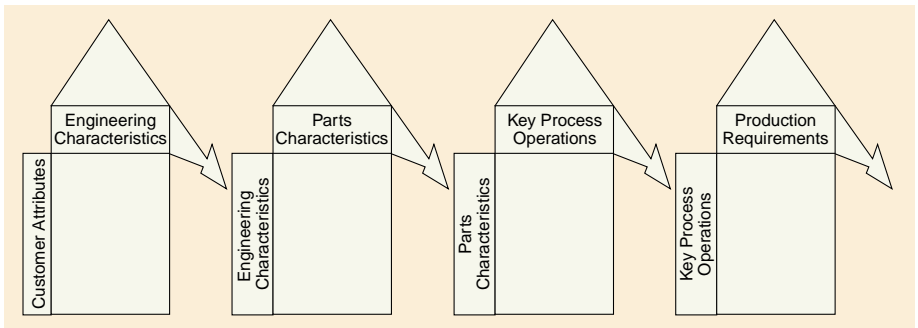 Engineering
Characteristics
Customer Attributes
Parts
Characteristics
Engineering
Characteristics
Key Process
Operations
Parts
Characteristics
Production
Requirements
Key Process
Operations